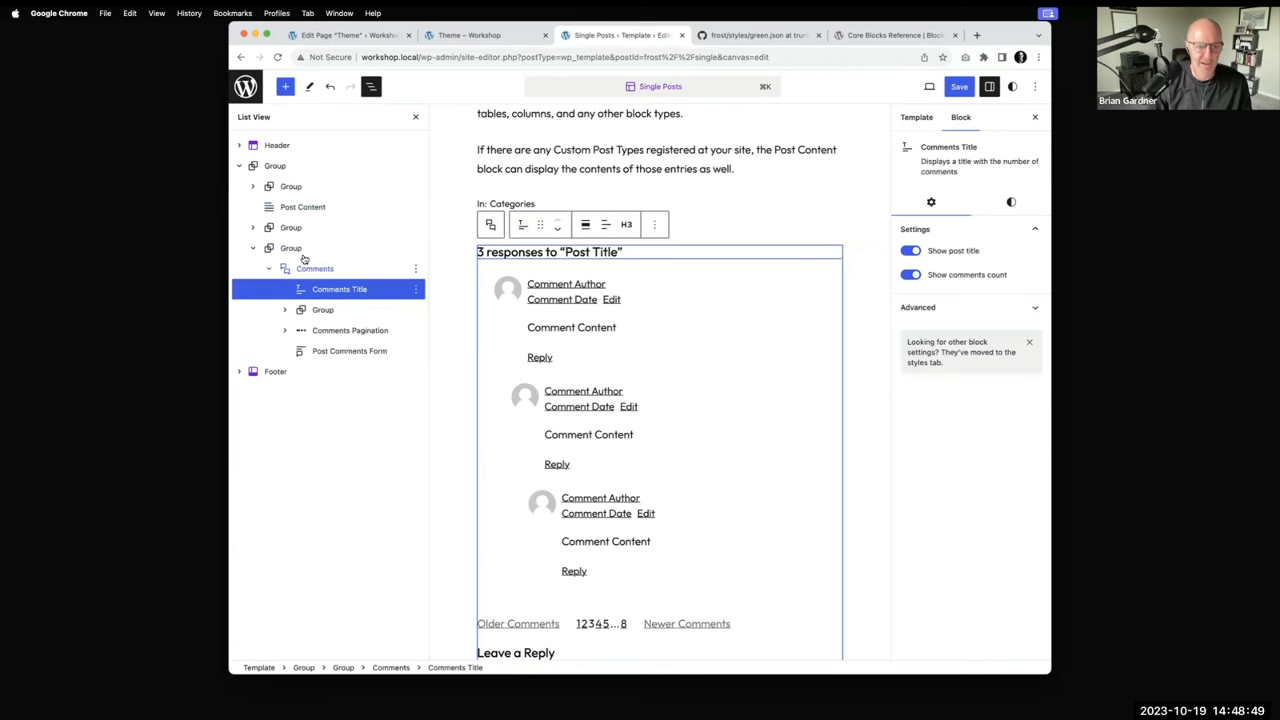 Google Chrome File Edit View History Bookmarks Profiles Tab Window Help
Edit Page "Theme" ‹ Worksho
Theme – Workshop
Single Posts ‹ Template ‹ Edit
frost/styles/green.json at trun
Core Blocks Reference | Bloc
Not Secure workshop.local/wp-admin/site-editor.php?postType=wp_template&postId=frost%2F%2Fsingle&canvas=edit
Brian Gardner
Single Posts
⌘K
Save
List View
Header
Group
Group
Post Content
Group
Group
Comments
Comments Title
Group
Comments Pagination
Post Comments Form
Footer
tables, columns, and any other block types.
If there are any Custom Post Types registered at your site, the Post Content
block can display the contents of those entries as well.
In: Categories
H3
3 responses to “Post Title”
Comment Author
Comment Date Edit
Comment Content
Reply
Comment Author
Comment Date Edit
Comment Content
Reply
Comment Author
Comment Date Edit
Comment Content
Reply
Older Comments 12345...8 Newer Comments
Leave a Reply
Template Block
Comments Title
Displays a title with the number of
comments
Settings
Show post title
Show comments count
Advanced
Looking for other block
settings? They've moved to the
styles tab.
Template > Group > Group > Comments > Comments Title
2023-10-19 14:48:49